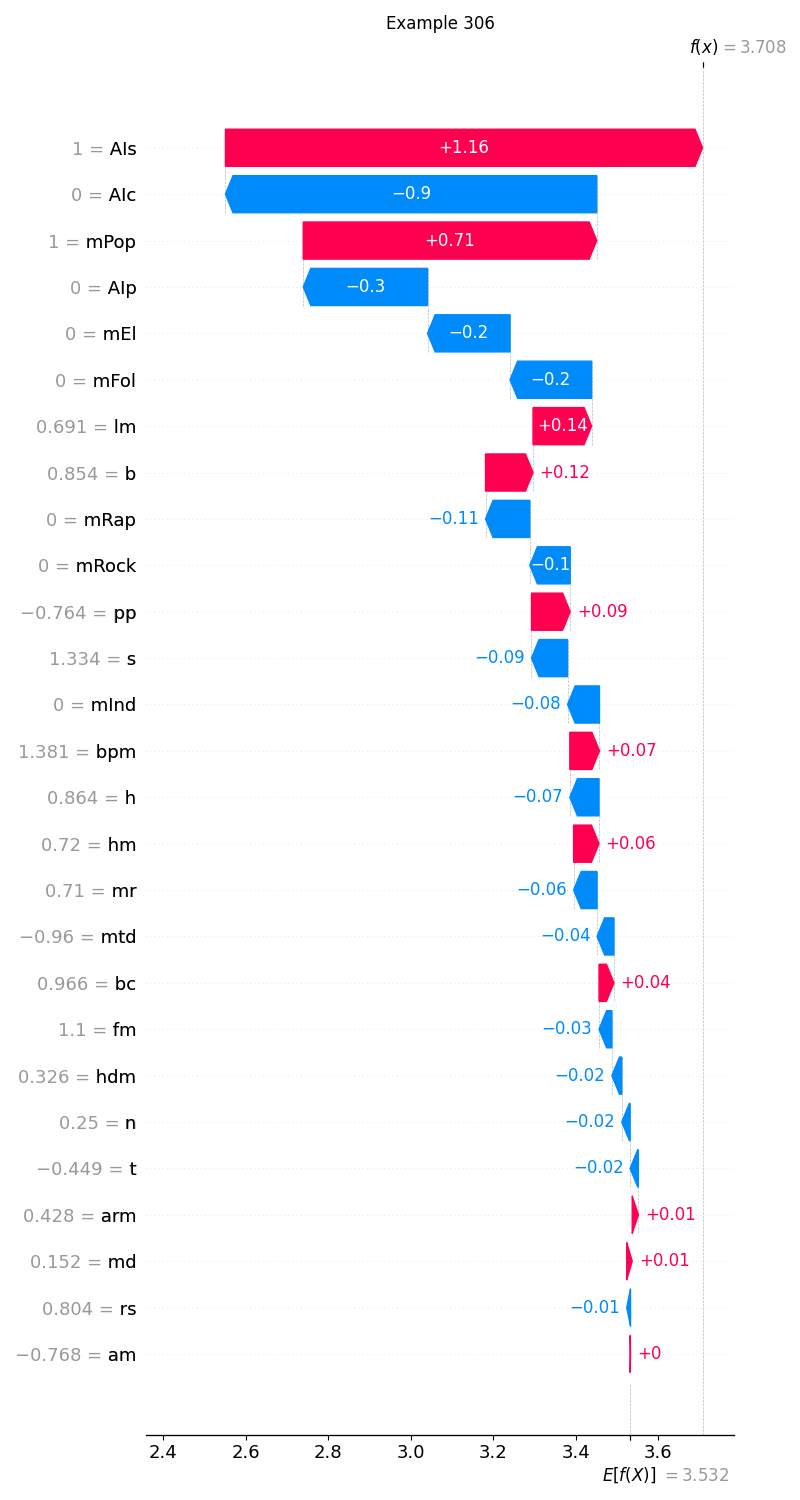 Example 306
f(x) = 3.708
1 = AIs +1.16
0 = AIc −0.9
1 = mPop +0.71
0 = AIp −0.3
0 = mEl −0.2
0 = mFol −0.2
0.691 = lm +0.14
0.854 = b +0.12
0 = mRap −0.11
0 = mRock −0.1
−0.764 = pp +0.09
1.334 = s −0.09
0 = mInd −0.08
1.381 = bpm +0.07
0.864 = h −0.07
0.72 = hm +0.06
0.71 = mr −0.06
−0.96 = mtd −0.04
0.966 = bc +0.04
1.1 = fm −0.03
0.326 = hdm −0.02
0.25 = n −0.02
−0.449 = t −0.02
0.428 = arm +0.01
0.152 = md +0.01
0.804 = rs −0.01
−0.768 = am +0
2.4 2.6 2.8 3.0 3.2 3.4 3.6
E[f(X)] = 3.532